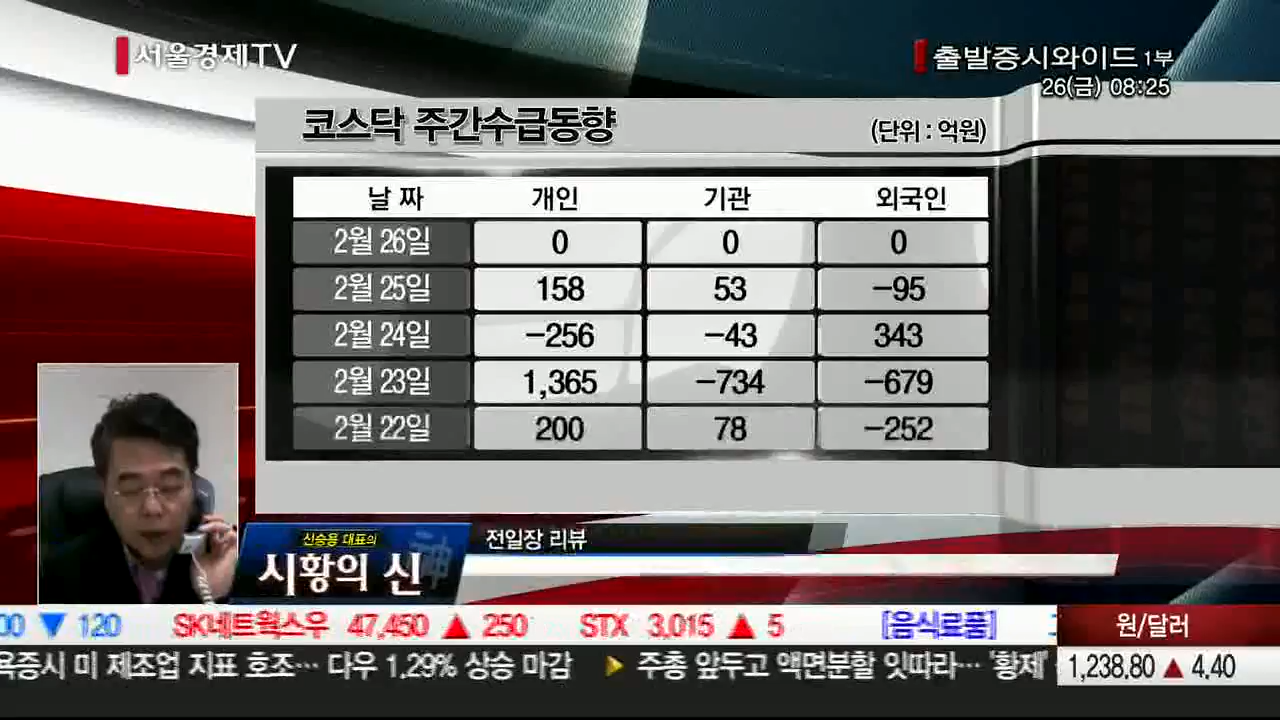 서울경제TV
출발증시와이드 1부
26(금) 08:25
코스닥 주간수급동향
(단위 : 억원)
날 짜 개인 기관 외국인
2월 26일 0 0 0
2월 25일 158 53 -95
2월 24일 -256 -43 343
2월 23일 1,365 -734 -679
2월 22일 200 78 -252
신승용 대표의
시황의 신 神
전일장 리뷰
00 ▼ 120 SK네트웍스우 47,450 ▲ 250 STX 3,015 ▲ 5 [음식료품]
원/달러
욕증시 미 제조업 지표 호조… 다우 1.29% 상승 마감 ▶ 주총 앞두고 액면분할 잇따라… '황제'
1,238.80 ▲ 4.40